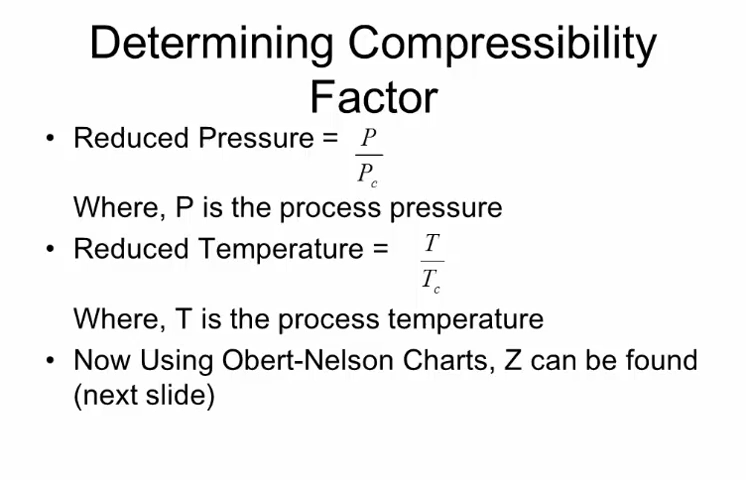 Determining Compressibility
Factor
• Reduced Pressure = P/P_c
Where, P is the process pressure
• Reduced Temperature = T/T_c
Where, T is the process temperature
• Now Using Obert-Nelson Charts, Z can be found
(next slide)